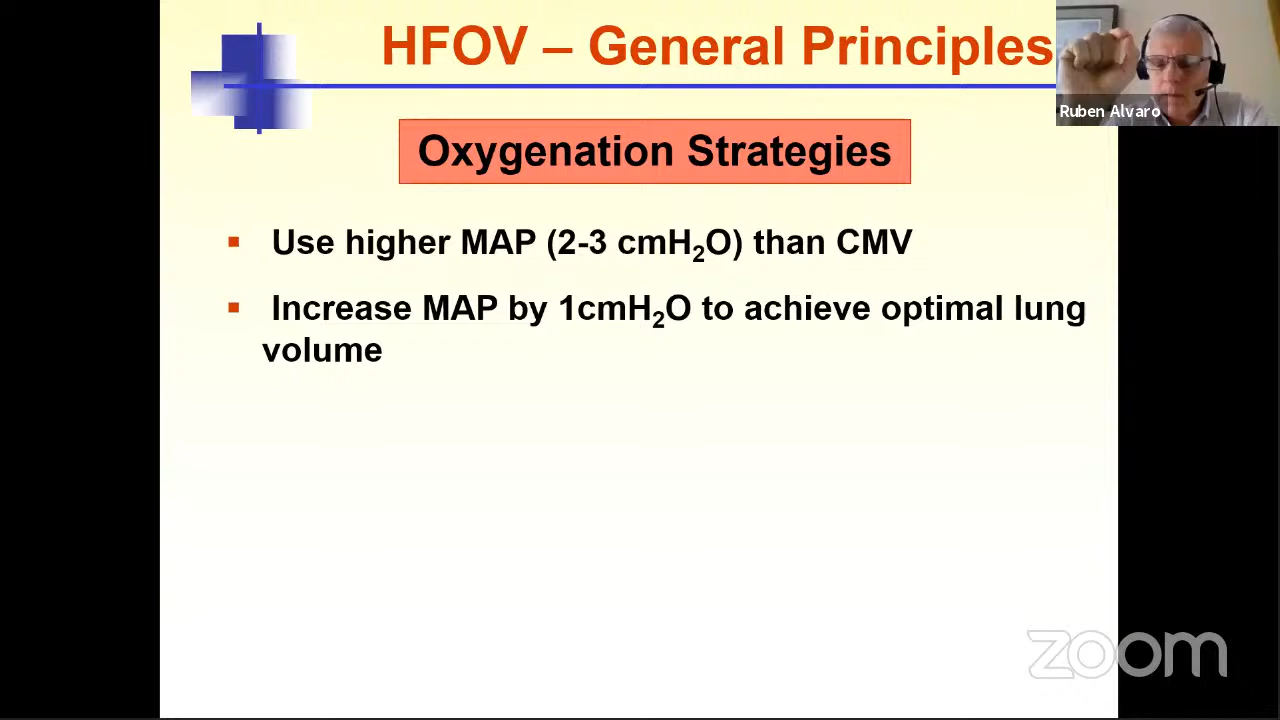 HFOV – General Principles
Ruben Alvaro
Oxygenation Strategies
▪ Use higher MAP (2-3 cmH₂O) than CMV
▪ Increase MAP by 1cmH₂O to achieve optimal lung
volume
zoom